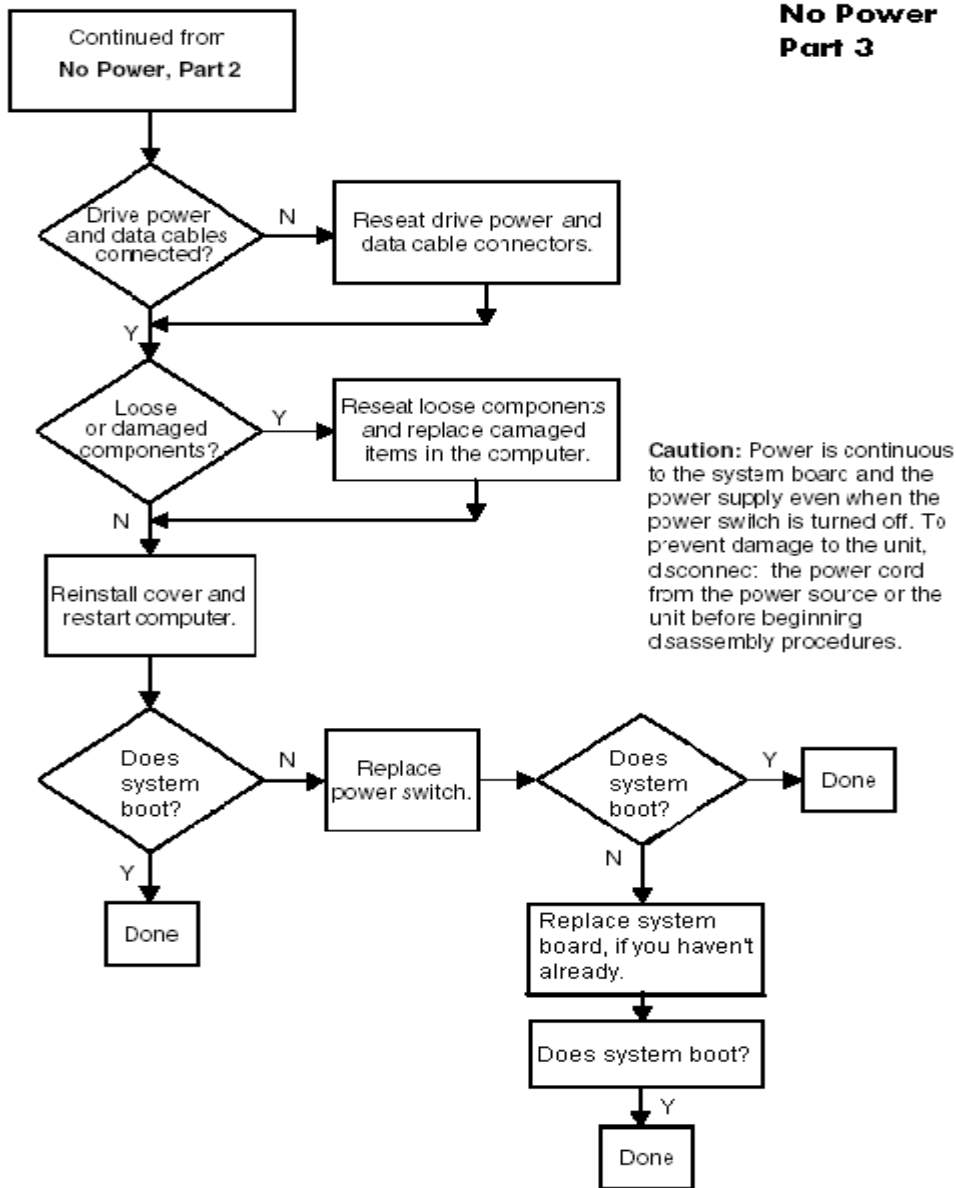 No Power
Part 3
Continued from
No Power, Part 2
Drive power
and data cables
connected?
N
Reseat drive power and
data cable connectors.
Y
Loose
or damaged
components?
Y
Reseat loose components
and replace camaged
items in the computer.
N
Caution: Power is continuous
to the system board and the
power supply even when the
power switch is turned off. To
prevent damage to the unit,
disconnect the power cord
from the power source or the
unit before beginning
disassembly procedures.
Reinstall cover and
restart computer.
Does
system
boot?
N
Replace
power switch.
Does
system
boot?
Y
Done
Y
Done
N
Replace system
board, if you haven't
already.
Does system boot?
Y
Done